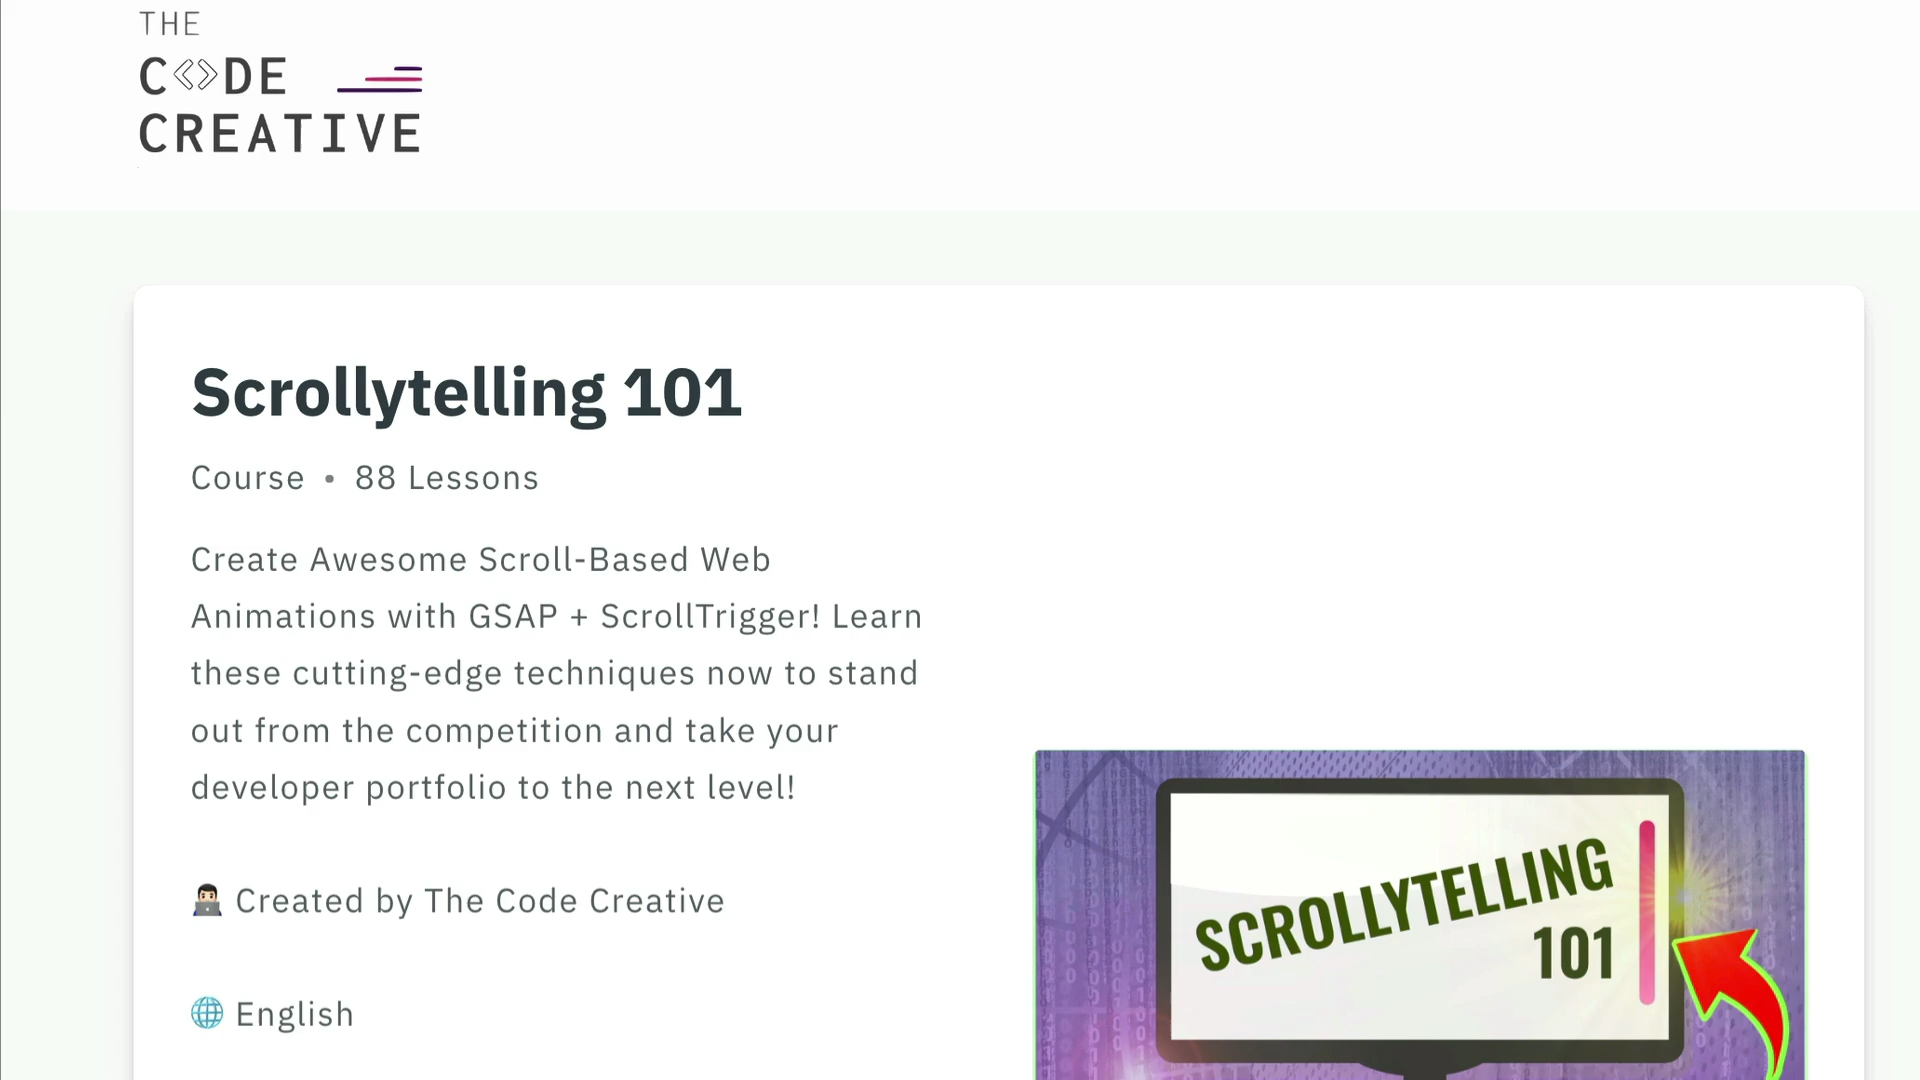 THE
C<>DE
CREATIVE
Scrollytelling 101
Course • 88 Lessons
Create Awesome Scroll-Based Web
Animations with GSAP + ScrollTrigger! Learn
these cutting-edge techniques now to stand
out from the competition and take your
developer portfolio to the next level!
Created by The Code Creative
English
SCROLLYTELLING
101